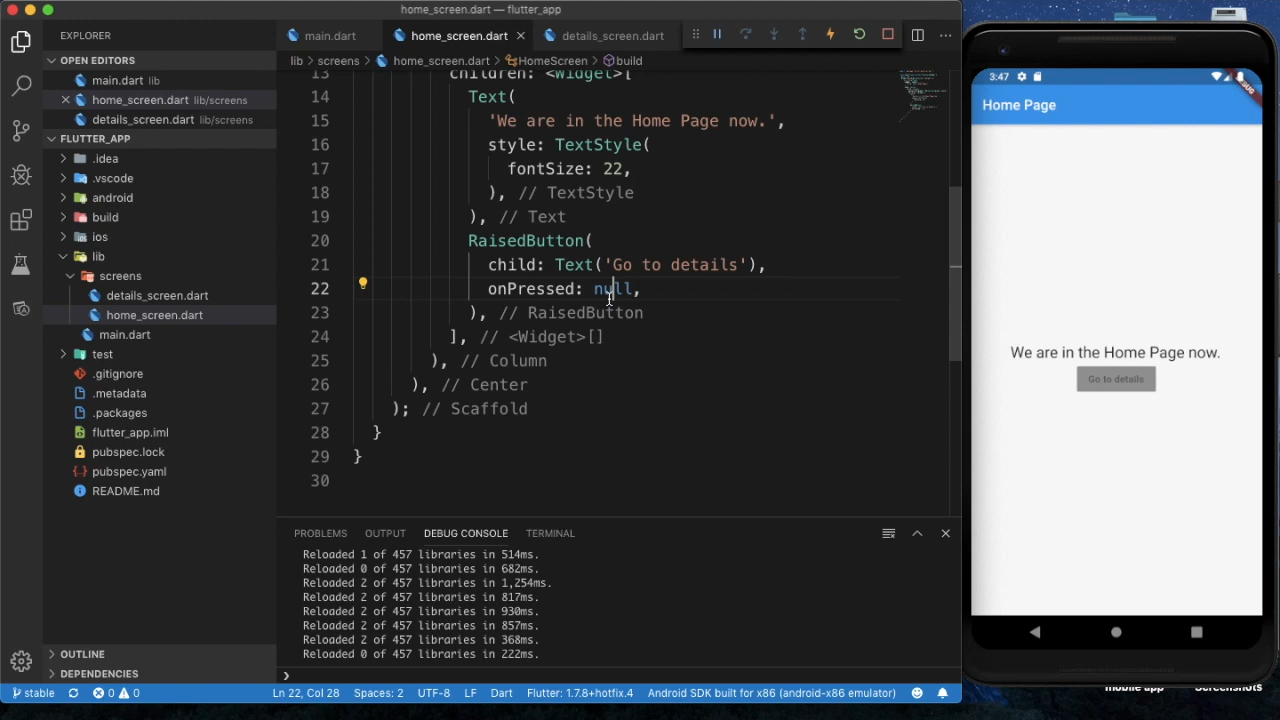 home_screen.dart — flutter_app
EXPLORER
OPEN EDITORS
main.dart lib
home_screen.dart lib/screens
details_screen.dart lib/screens
FLUTTER_APP
.idea
.vscode
android
build
ios
lib
screens
details_screen.dart
home_screen.dart
main.dart
test
.gitignore
.metadata
.packages
flutter_app.iml
pubspec.lock
pubspec.yaml
README.md
OUTLINE
DEPENDENCIES
main.dart
home_screen.dart
details_screen.dart
lib > screens > home_screen.dart > HomeScreen > build
13 children: <Widget>[
14 Text(
15 'We are in the Home Page now.',
16 style: TextStyle(
17 fontSize: 22,
18 ), // TextStyle
19 ), // Text
20 RaisedButton(
21 child: Text('Go to details'),
22 onPressed: null,
23 ), // RaisedButton
24 ], // <Widget>[]
25 ), // Column
26 ), // Center
27 ); // Scaffold
28 }
29 }
30
PROBLEMS OUTPUT DEBUG CONSOLE TERMINAL
Reloaded 1 of 457 libraries in 514ms.
Reloaded 0 of 457 libraries in 682ms.
Reloaded 2 of 457 libraries in 1,254ms.
Reloaded 2 of 457 libraries in 817ms.
Reloaded 2 of 457 libraries in 930ms.
Reloaded 2 of 457 libraries in 857ms.
Reloaded 2 of 457 libraries in 368ms.
Reloaded 0 of 457 libraries in 222ms.
stable 0 0 Ln 22, Col 28 Spaces: 2 UTF-8 LF Dart Flutter: 1.7.8+hotfix.4 Android SDK built for x86 (android-x86 emulator)
3:47
DEBUG
Home Page
We are in the Home Page now.
Go to details
mobile app
Screenshots